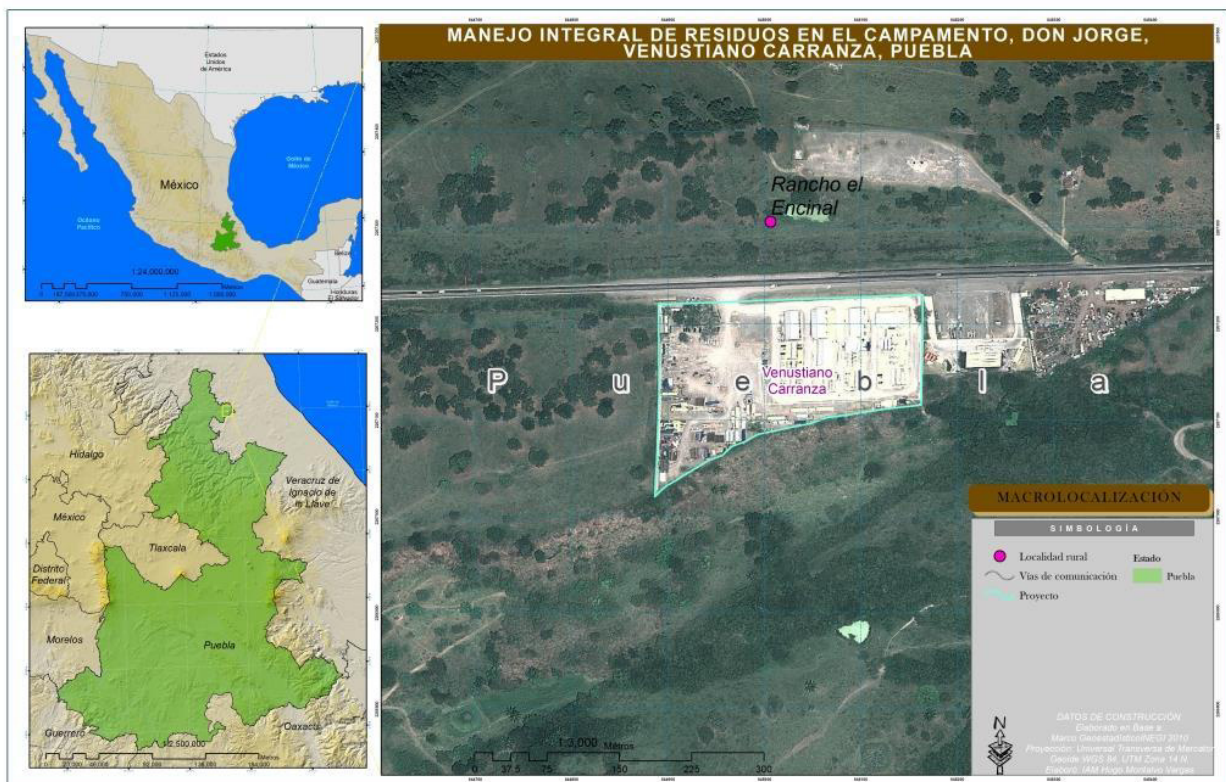 MANEJO INTEGRAL DE RESIDUOS EN EL CAMPAMENTO, DON JORGE,
VENUSTIANO CARRANZA, PUEBLA
Estados
Unidos
de América
Golfo de
México
México
Océano
Pacífico
Belize
Guatemala
Honduras
El Salvador
1:24,000,000
Rancho el
Encinal
Venustiano
Carranza
P u e b l a
Hidalgo
México
Tlaxcala
Distrito
Federal
Morelos
Veracruz de
Ignacio de
la Llave
Puebla
Guerrero
Oaxaca
1:2,500,000
MACROLOCALIZACIÓN
SIMBOLOGÍA
Localidad rural
Estado
Vías de comunicación
Puebla
Proyecto
1:3,000
Métros
0 37.5 75 150 225 300
N
DATOS DE CONSTRUCCIÓN
Elaborado en Base a :
Marco Geoestadístico INEGI 2010
Proyección: Universal Transversa de Mercator
Geoide WGS 84, UTM Zona 14 N.
Elaboró: IAM Hugo Montalvo Vargas